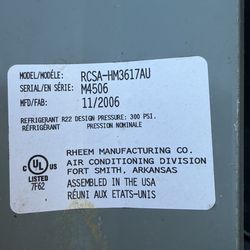 MODEL/MODÈLE: RCSA-HM3617AU
SERIAL/EN SÉRIE: M4506
MFD/FAB: 11/2006
REFRIGERANT R22 DESIGN PRESSURE: 300 PSI.
RÉFRIGÉRANT PRESSION NOMINALE
RHEEM MANUFACTURING CO.
AIR CONDITIONING DIVISION
FORT SMITH, ARKANSAS
C UL US
LISTED
7F62
ASSEMBLED IN THE USA
RÉUNI AUX ETATS-UNIS